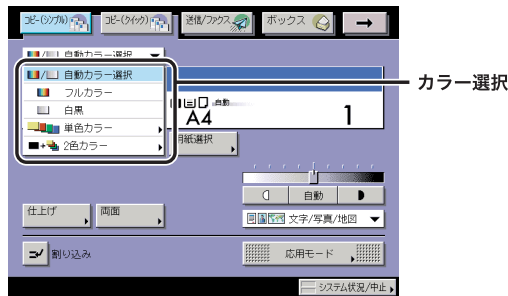 コピー(シンプル)
コピー(クイック)
送信/ファクス
ボックス
自動カラー選択
自動カラー選択
フルカラー
白黒
単色カラー
2色カラー
カラー選択
自動
A4
1
用紙選択
自動
仕上げ
両面
文字/写真/地図
割り込み
応用モード
システム状況/中止